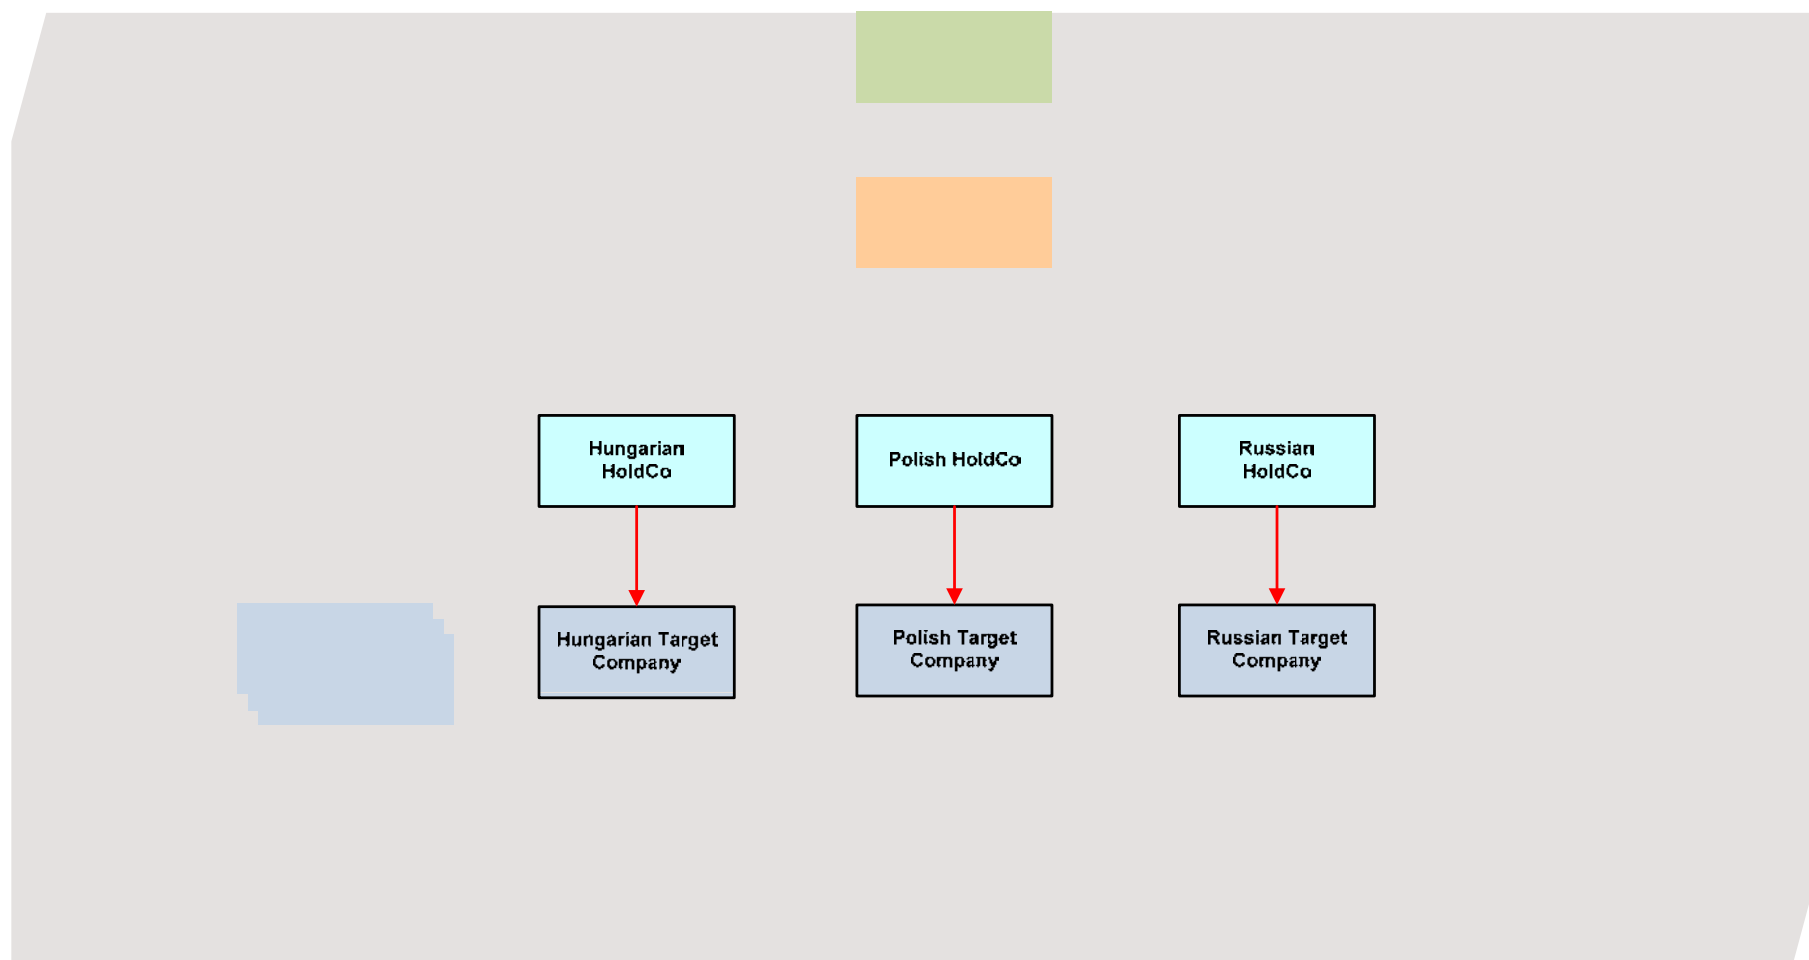 Hungarian
HoldCo
Polish HoldCo
Russian
HoldCo
Hungarian Target
Company
Polish Target
Company
Russian Target
Company